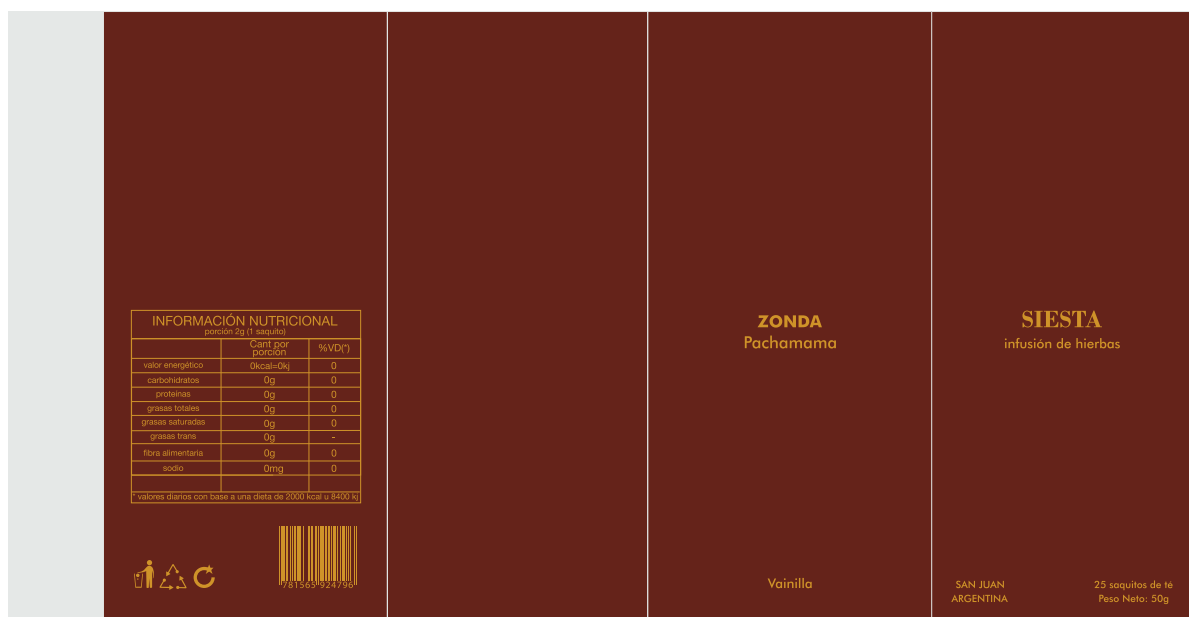 INFORMACIÓN NUTRICIONAL
porción 2g (1 saquito)
Cant por porción %VD(*)
valor energético 0kcal=0kj 0
carbohidratos 0g 0
proteínas 0g 0
grasas totales 0g 0
grasas saturadas 0g 0
grasas trans 0g -
fibra alimentaria 0g 0
sodio 0mg 0
* valores diarios con base a una dieta de 2000 kcal u 8400 kj
781565 924796
ZONDA
Pachamama
Vainilla
SIESTA
infusión de hierbas
SAN JUAN
ARGENTINA
25 saquitos de té
Peso Neto: 50g